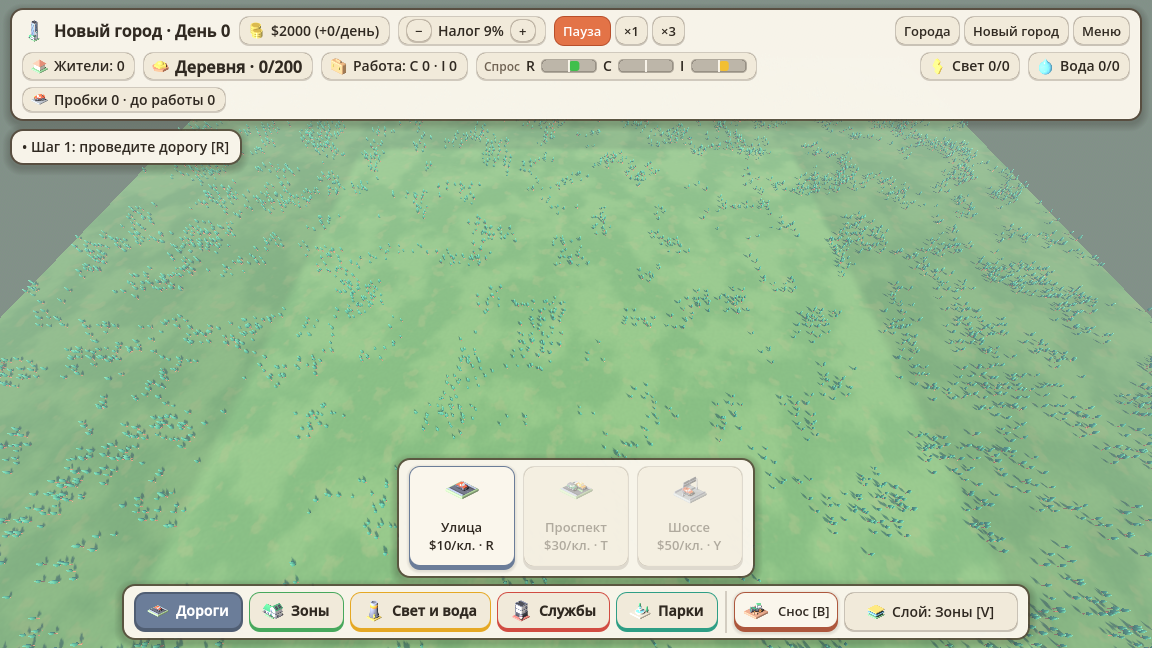 Новый город · День 0
$2000 (+0/день)
− Налог 9% +
Пауза
×1
×3
Города
Новый город
Меню
Жители: 0
Деревня · 0/200
Работа: C 0 · I 0
Спрос R C I
Свет 0/0
Вода 0/0
Пробки 0 · до работы 0
• Шаг 1: проведите дорогу [R]
Улица
$10/кл. · R
Проспект
$30/кл. · T
Шоссе
$50/кл. · Y
Дороги
Зоны
Свет и вода
Службы
Парки
Снос [B]
Слой: Зоны [V]